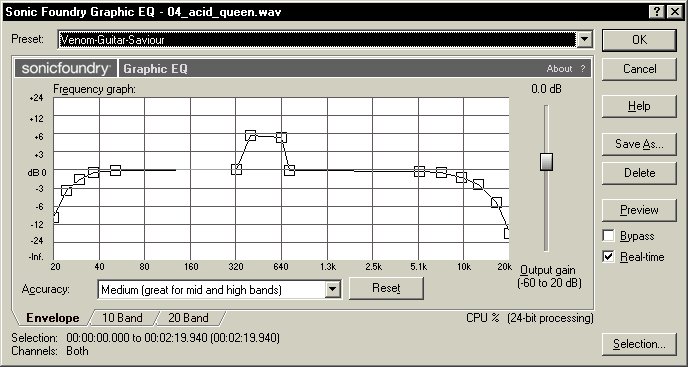 Sonic Foundry Graphic EQ - 04_acid_queen.wav
Preset: Venom-Guitar-Saviour
OK
sonicfoundry Graphic EQ About ?
Cancel
Frequency graph: 0.0 dB
+24
+12
+6
+3
dB 0
-3
-6
-12
-24
-Inf.
20 40 80 160 320 640 1.3k 2.5k 5.1k 10k 20k
Help
Save As...
Delete
Preview
Bypass
Real-time
Output gain
(-60 to 20 dB)
Accuracy: Medium (great for mid and high bands) Reset
Envelope 10 Band 20 Band CPU % (24-bit processing)
Selection: 00:00:00.000 to 00:02:19.940 (00:02:19.940)
Channels: Both
Selection...